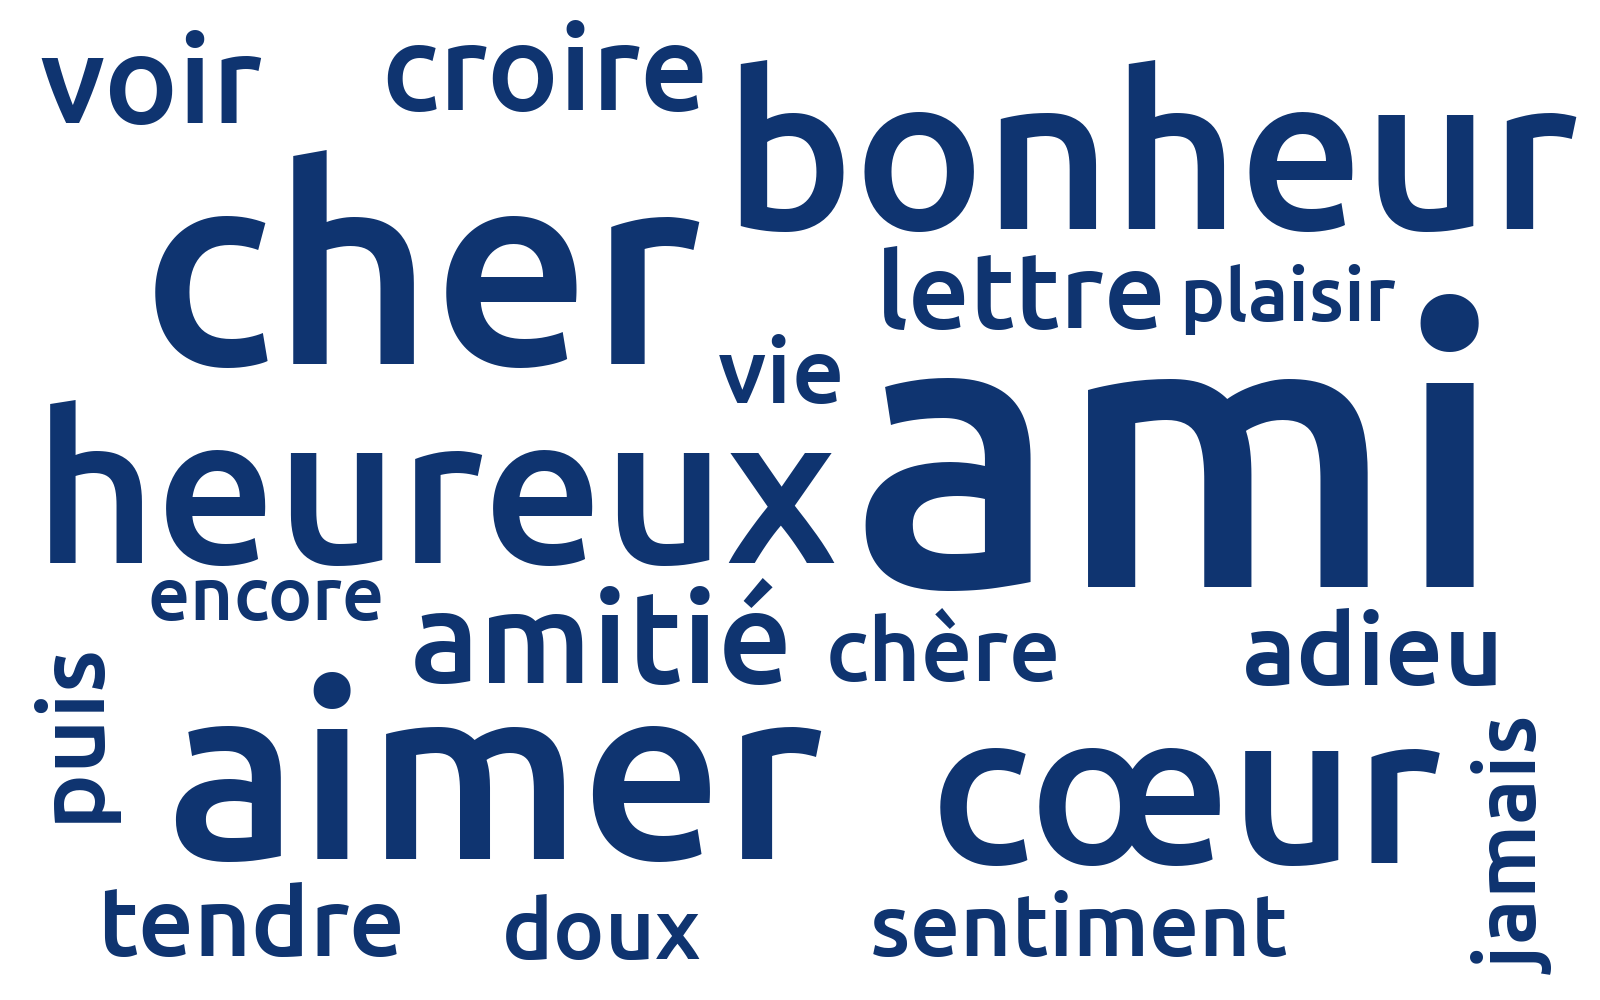 voir
croire
bonheur
cher
lettre
plaisir
vie
ami
heureux
encore
amitié
chère
adieu
puis
aimer
cœur
jamais
tendre
doux
sentiment